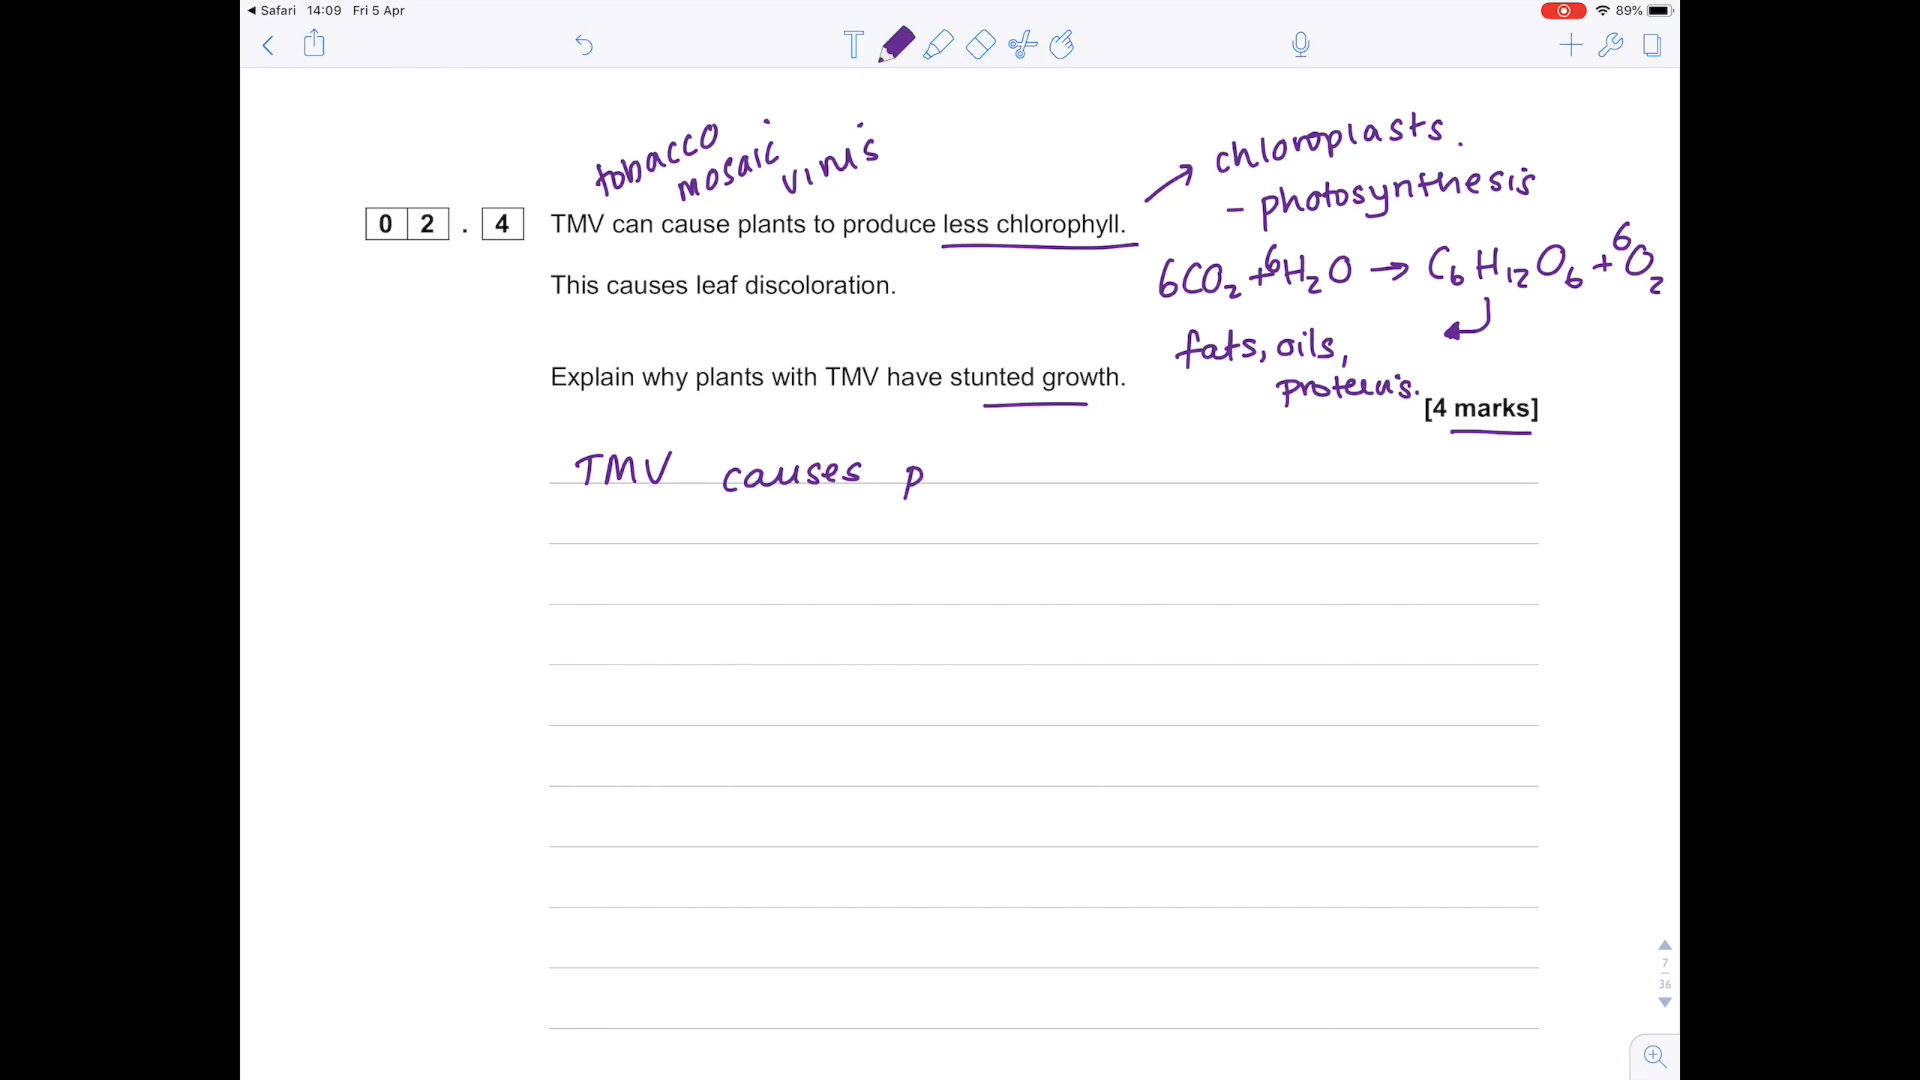 Safari 14:09 Fri 5 Apr
89%
T
tobacco
mosaic
virus
chloroplasts.
- photosynthesis
0 2 . 4 TMV can cause plants to produce less chlorophyll.
6CO2 + 6H2O → C6H12O6 + 6O2
This causes leaf discoloration.
fats, oils,
proteins.
Explain why plants with TMV have stunted growth.
[4 marks]
TMV causes p
7
36